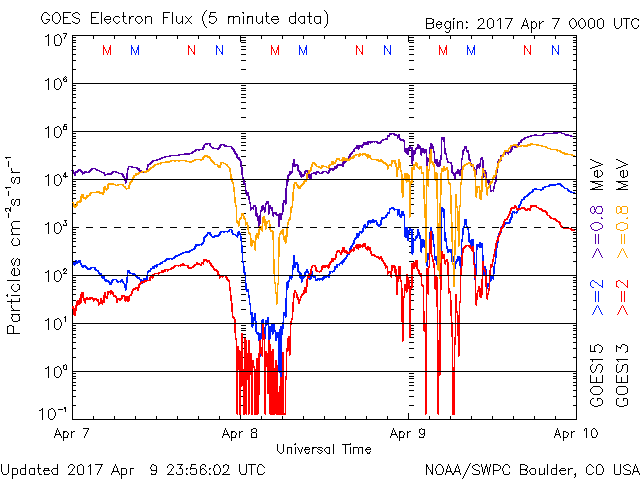 GOES Electron Flux (5 minute data)
Begin: 2017 Apr 7 0000 UTC
10⁷
M M N N M M N N M M N N
10⁶
10⁵
10⁴
10³
10²
10¹
10⁰
10⁻¹
Particles cm⁻²s⁻¹sr⁻¹
Apr 7 Apr 8 Apr 9 Apr 10
Universal Time
GOES15 >=2 >=0.8 MeV
GOES13 >=2 >=0.8 MeV
Updated 2017 Apr 9 23:56:02 UTC
NOAA/SWPC Boulder, CO USA